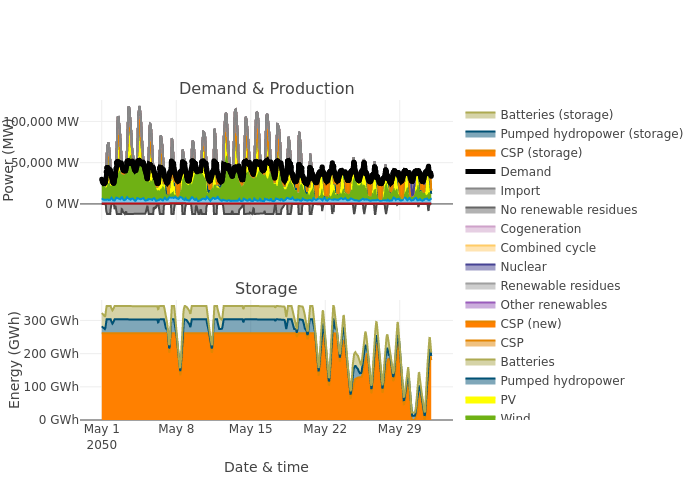 Demand & Production
100,000 MW
50,000 MW
0 MW
Power (MW)
Storage
300 GWh
200 GWh
100 GWh
0 GWh
Energy (GWh)
May 1
2050
May 8
May 15
May 22
May 29
Date & time
Batteries (storage)
Pumped hydropower (storage)
CSP (storage)
Demand
Import
No renewable residues
Cogeneration
Combined cycle
Nuclear
Renewable residues
Other renewables
CSP (new)
CSP
Batteries
Pumped hydropower
PV
Wind